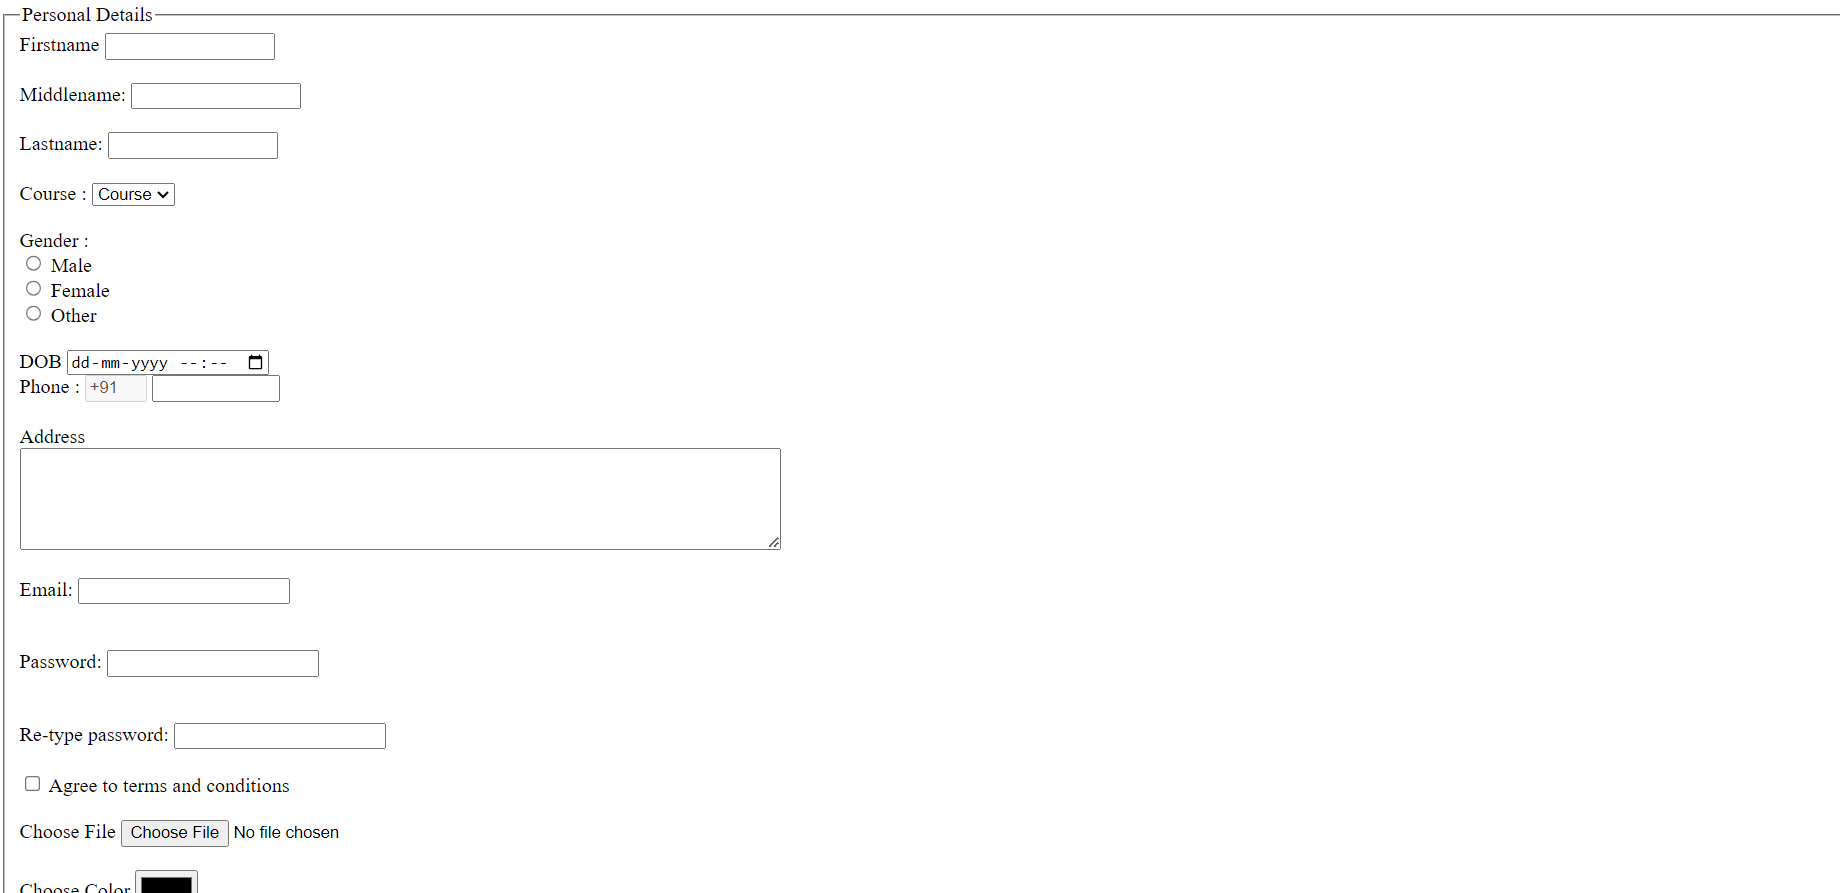 Personal Details
Firstname
Middlename:
Lastname:
Course : Course
Gender :
Male
Female
Other
DOB dd-mm-yyyy --:--
Phone : +91
Address
Email:
Password:
Re-type password:
Agree to terms and conditions
Choose File Choose File No file chosen
Choose Color